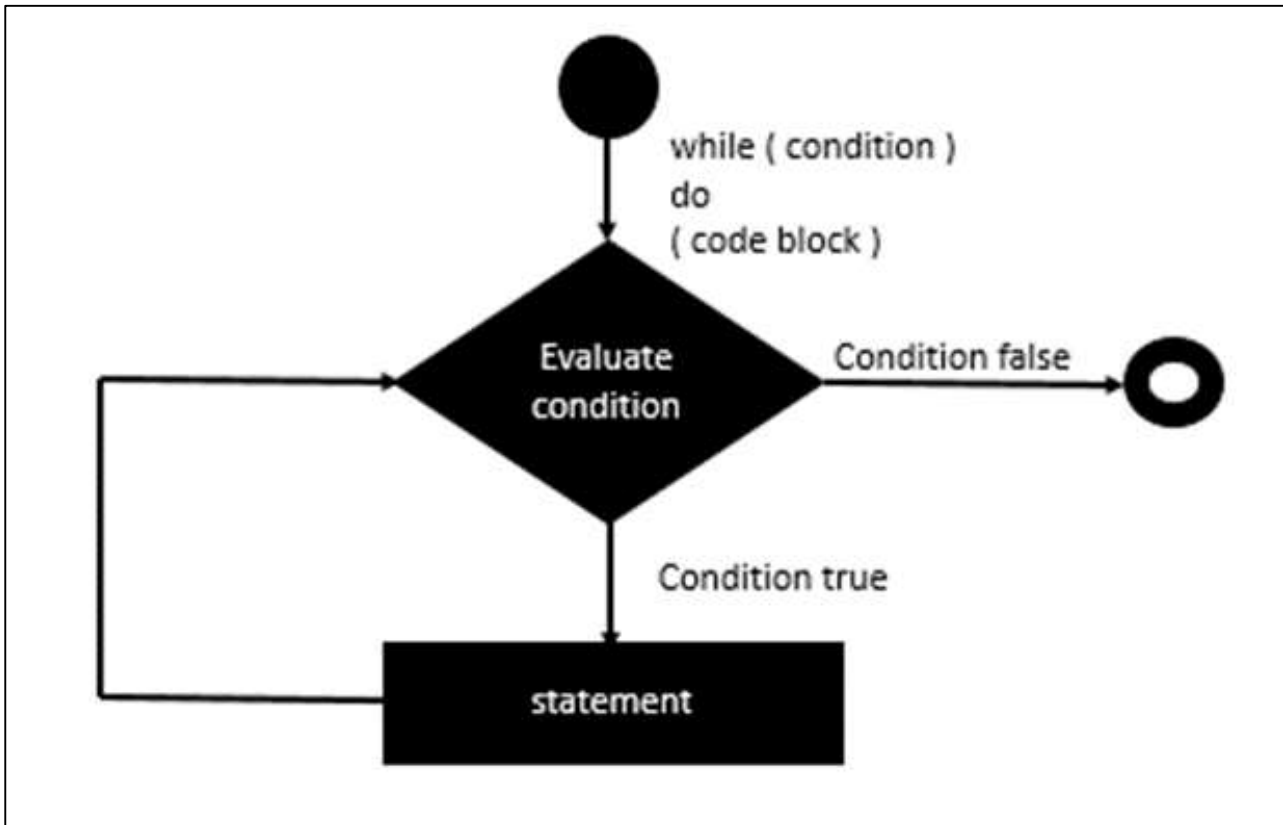 while ( condition )
do
( code block )
Evaluate
condition
Condition false
Condition true
statement